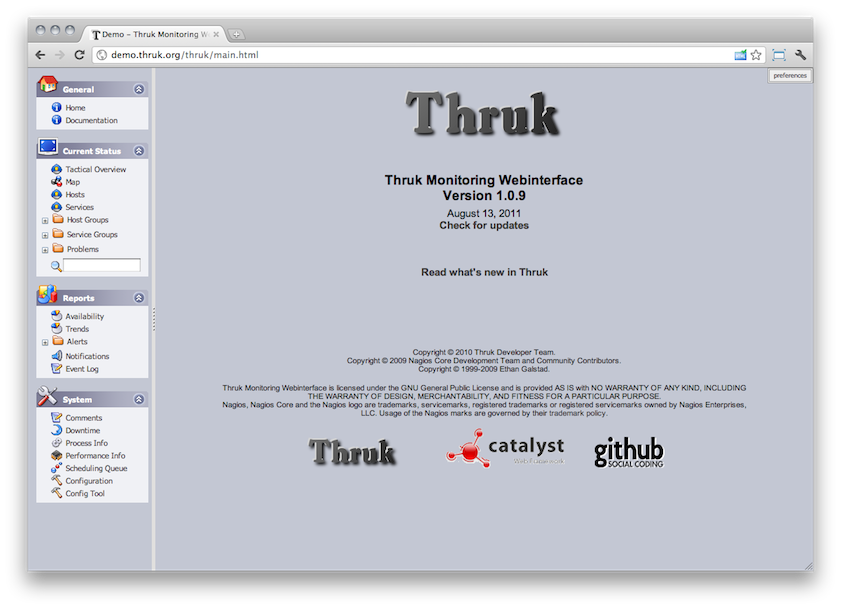 Demo – Thruk Monitoring We
demo.thruk.org/thruk/main.html
preferences
General
Home
Documentation
Current Status
Tactical Overview
Map
Hosts
Services
Host Groups
Service Groups
Problems
Reports
Availability
Trends
Alerts
Notifications
Event Log
System
Comments
Downtime
Process Info
Performance Info
Scheduling Queue
Configuration
Config Tool
Thruk
Thruk Monitoring Webinterface
Version 1.0.9
August 13, 2011
Check for updates
Read what's new in Thruk
Copyright © 2010 Thruk Developer Team.
Copyright © 2009 Nagios Core Development Team and Community Contributors.
Copyright © 1999-2009 Ethan Galstad.
Thruk Monitoring Webinterface is licensed under the GNU General Public License and is provided AS IS with NO WARRANTY OF ANY KIND, INCLUDING
THE WARRANTY OF DESIGN, MERCHANTABILITY, AND FITNESS FOR A PARTICULAR PURPOSE.
Nagios, Nagios Core and the Nagios logo are trademarks, servicemarks, registered trademarks or registered servicemarks owned by Nagios Enterprises,
LLC. Usage of the Nagios marks are governed by their trademark policy.
Thruk
catalyst
Web Framework
github
SOCIAL CODING